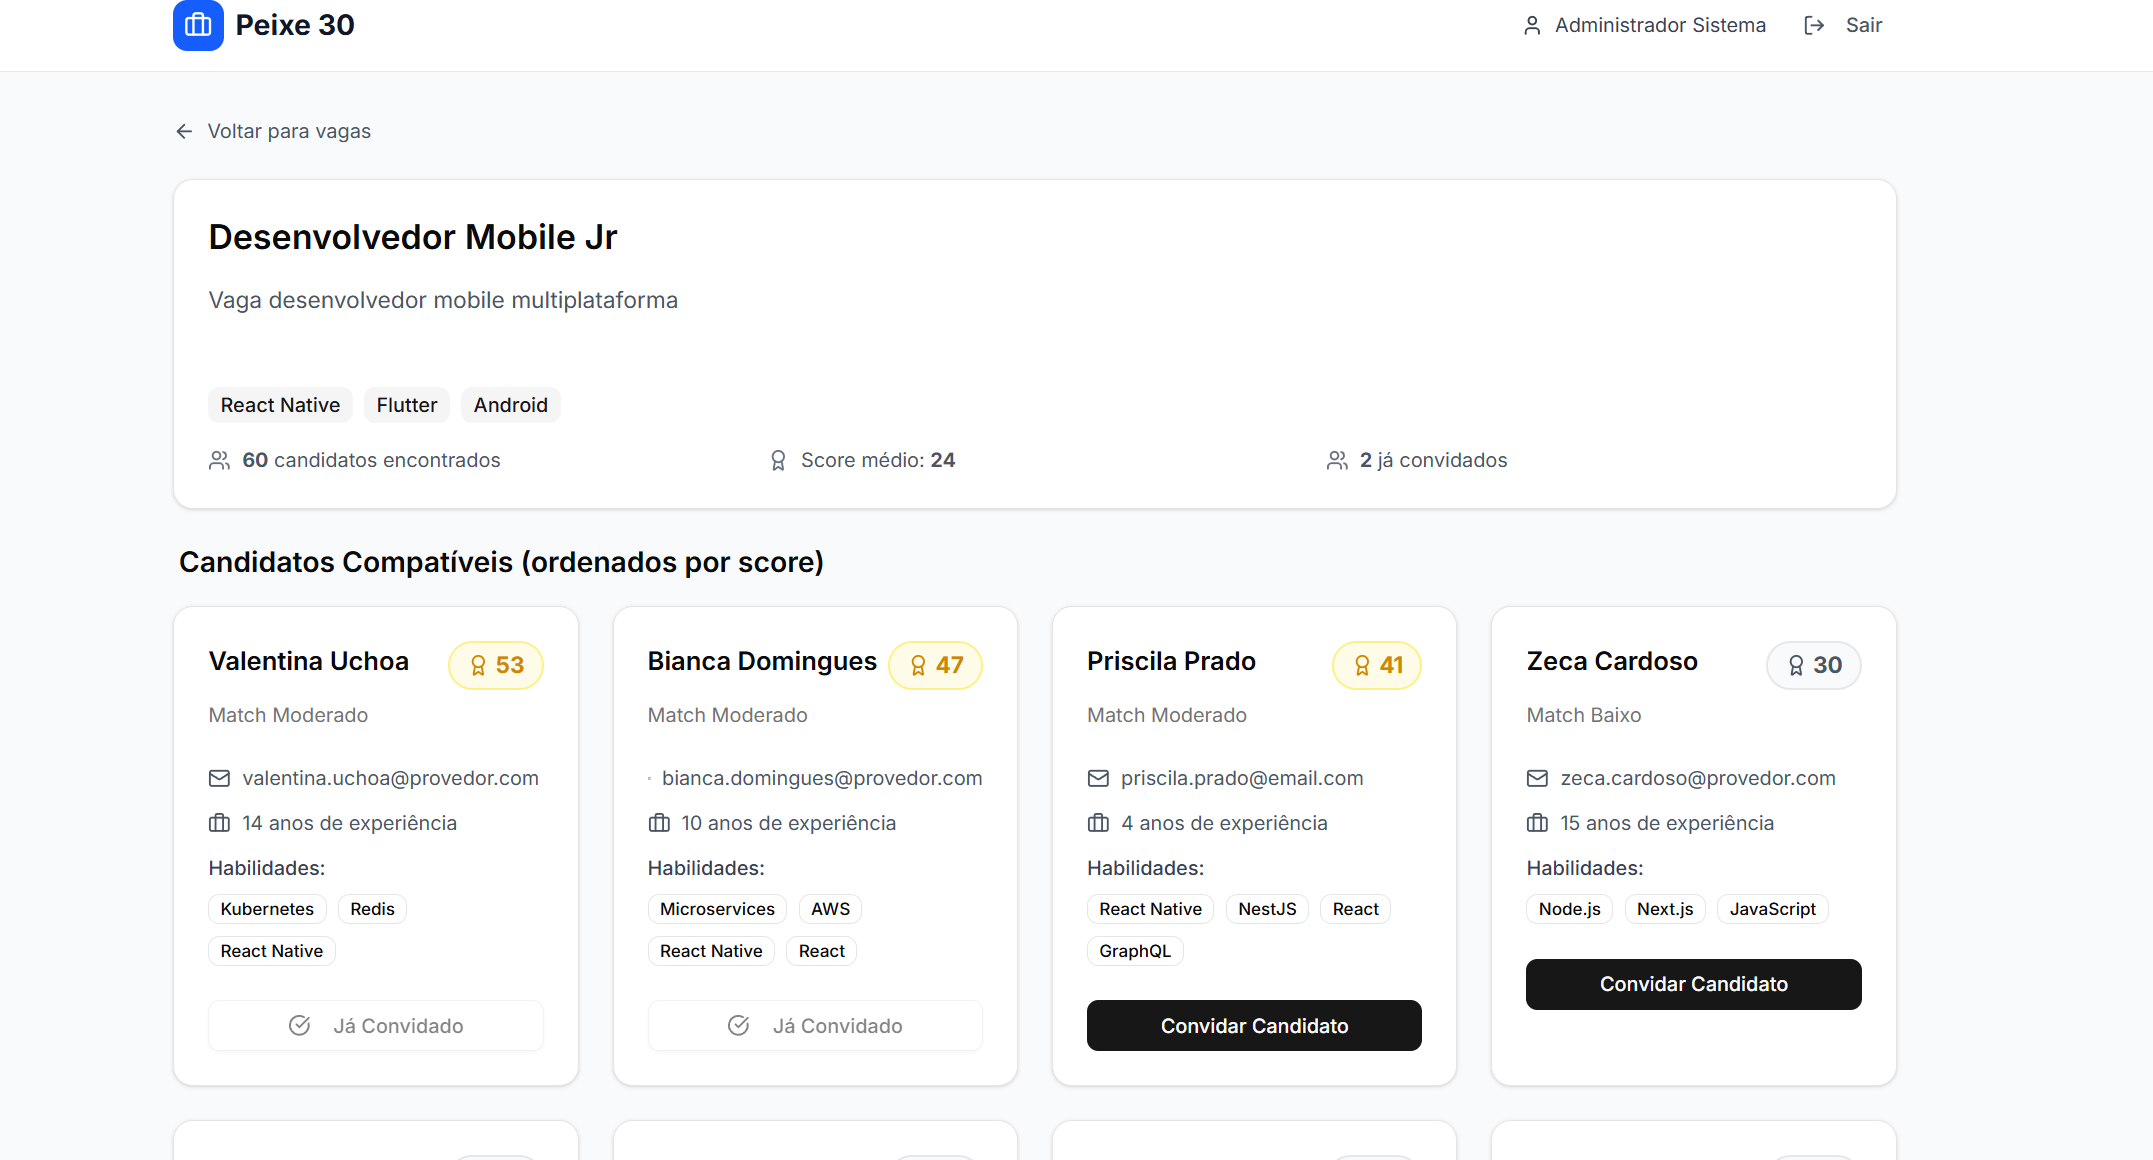 Peixe 30
Administrador Sistema
Sair
Voltar para vagas
Desenvolvedor Mobile Jr
Vaga desenvolvedor mobile multiplataforma
React Native Flutter Android
60 candidatos encontrados
Score médio: 24
2 já convidados
Candidatos Compatíveis (ordenados por score)
Valentina Uchoa 53
Match Moderado
valentina.uchoa@provedor.com
14 anos de experiência
Habilidades:
Kubernetes Redis
React Native
Já Convidado
Bianca Domingues 47
Match Moderado
bianca.domingues@provedor.com
10 anos de experiência
Habilidades:
Microservices AWS
React Native React
Já Convidado
Priscila Prado 41
Match Moderado
priscila.prado@email.com
4 anos de experiência
Habilidades:
React Native NestJS React
GraphQL
Convidar Candidato
Zeca Cardoso 30
Match Baixo
zeca.cardoso@provedor.com
15 anos de experiência
Habilidades:
Node.js Next.js JavaScript
Convidar Candidato